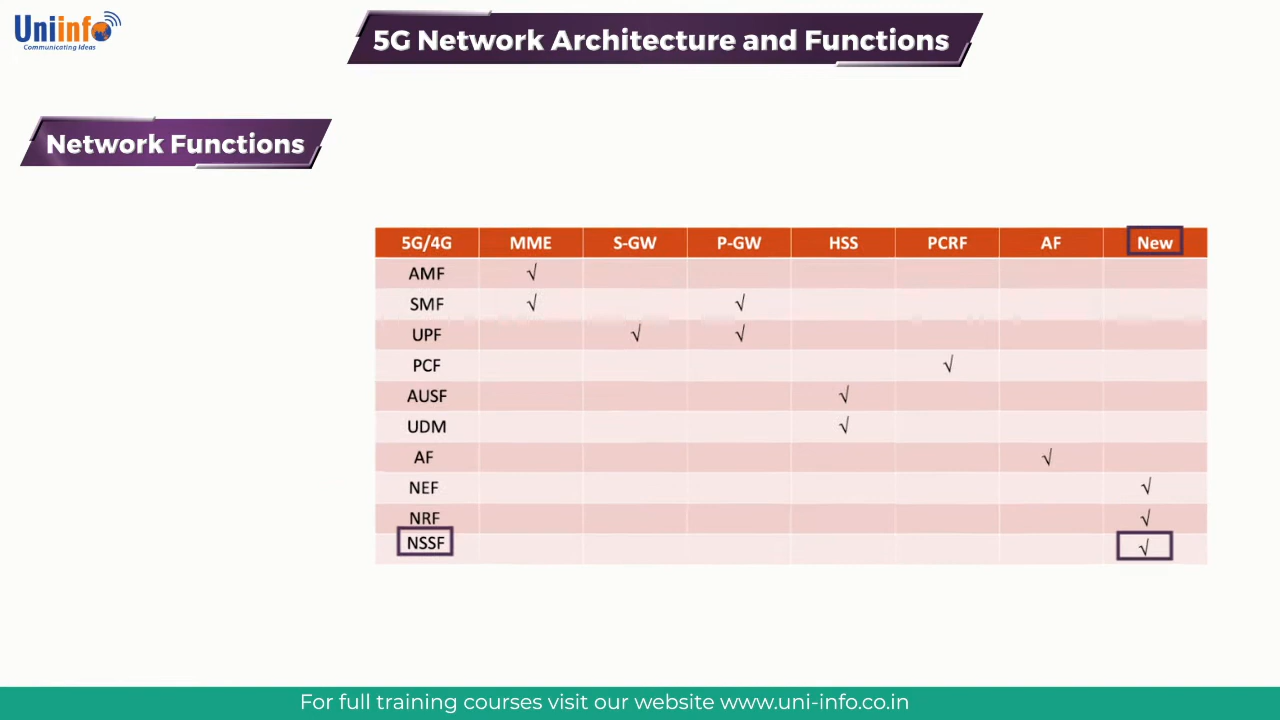 Uniinfo
Communicating Ideas
5G Network Architecture and Functions
Network Functions
5G/4G MME S-GW P-GW HSS PCRF AF New
AMF √
SMF √ √
UPF √ √
PCF √
AUSF √
UDM √
AF √
NEF √
NRF √
NSSF √
For full training courses visit our website www.uni-info.co.in